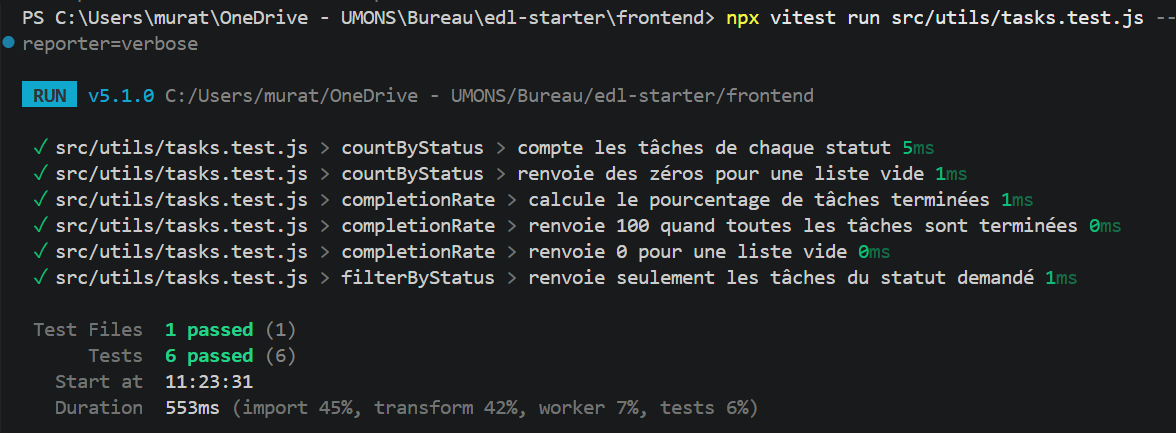 PS C:\Users\murat\OneDrive - UMONS\Bureau\edl-starter\frontend> npx vitest run src/utils/tasks.test.js --
reporter=verbose
RUN v5.1.0 C:/Users/murat/OneDrive - UMONS/Bureau/edl-starter/frontend
✓ src/utils/tasks.test.js > countByStatus > compte les tâches de chaque statut 5ms
✓ src/utils/tasks.test.js > countByStatus > renvoie des zéros pour une liste vide 1ms
✓ src/utils/tasks.test.js > completionRate > calcule le pourcentage de tâches terminées 1ms
✓ src/utils/tasks.test.js > completionRate > renvoie 100 quand toutes les tâches sont terminées 0ms
✓ src/utils/tasks.test.js > completionRate > renvoie 0 pour une liste vide 0ms
✓ src/utils/tasks.test.js > filterByStatus > renvoie seulement les tâches du statut demandé 1ms
Test Files 1 passed (1)
Tests 6 passed (6)
Start at 11:23:31
Duration 553ms (import 45%, transform 42%, worker 7%, tests 6%)